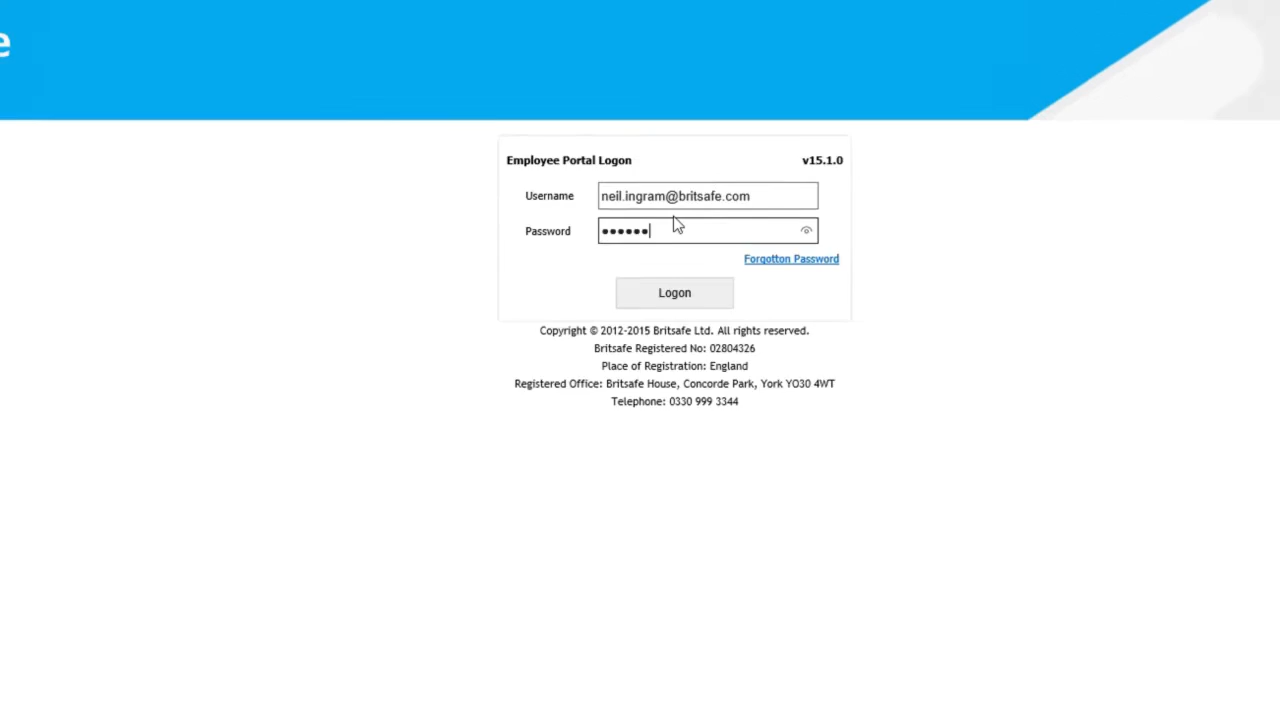 e
Employee Portal Logon v15.1.0
Username neil.ingram@britsafe.com
Password ••••••
Forgotton Password
Logon
Copyright © 2012-2015 Britsafe Ltd. All rights reserved.
Britsafe Registered No: 02804326
Place of Registration: England
Registered Office: Britsafe House, Concorde Park, York YO30 4WT
Telephone: 0330 999 3344